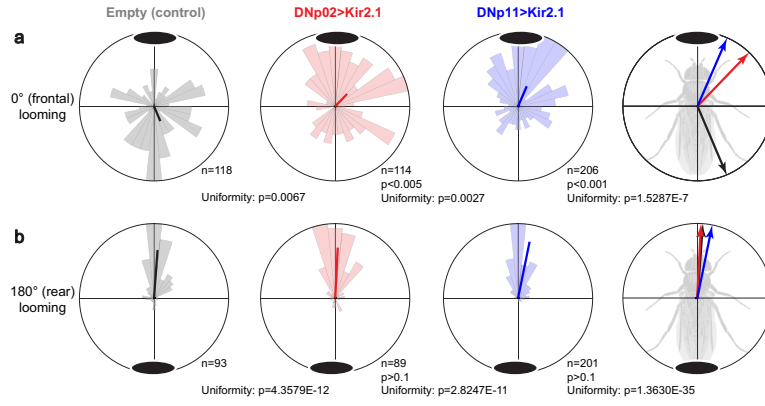 Empty (control)
DNp02>Kir2.1
DNp11>Kir2.1
a
0° (frontal)
looming
n=118
n=114
p<0.005
n=206
p<0.001
Uniformity: p=0.0067
Uniformity: p=0.0027
Uniformity: p=1.5287E-7
b
180° (rear)
looming
n=93
n=89
p>0.1
n=201
p>0.1
Uniformity: p=4.3579E-12
Uniformity: p=2.8247E-11
Uniformity: p=1.3630E-35